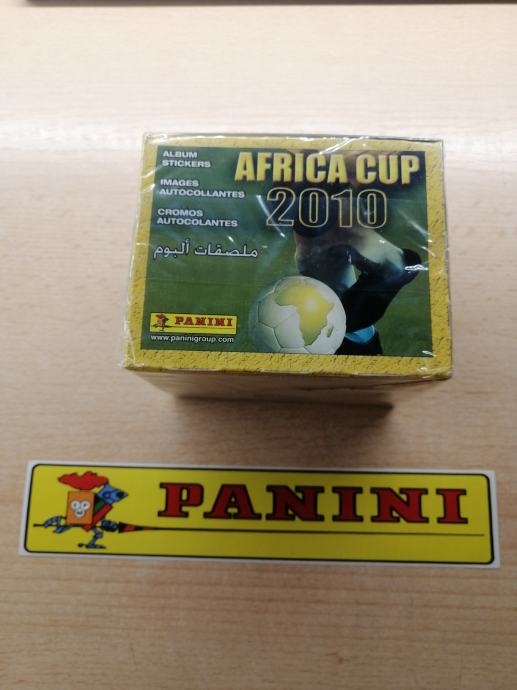 ALBUM
STICKERS
IMAGES
AUTOCOLLANTES
CROMOS
AUTOCOLANTES
ملصقات ألبوم
AFRICA CUP
2010
PANINI
www.paninigroup.com
PANINI